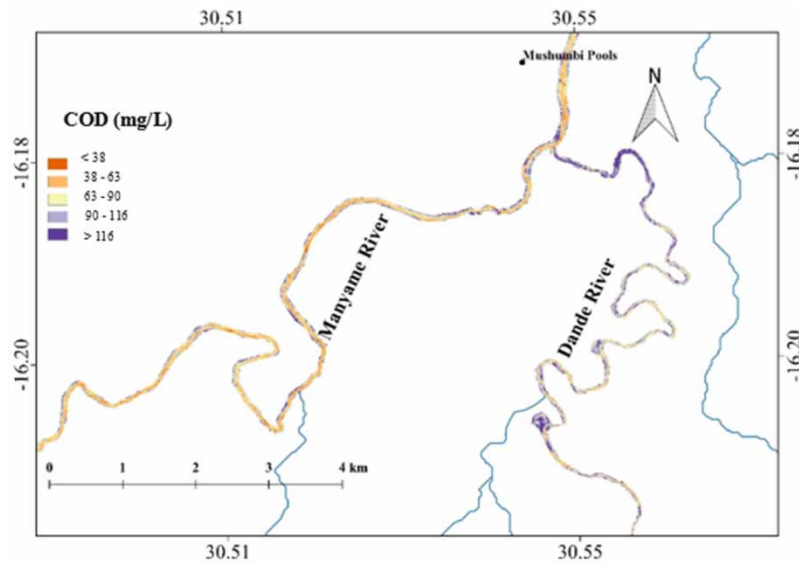 30.51 30.55
Mushumbi Pools
N
COD (mg/L)
< 38
38 - 63
63 - 90
90 - 116
> 116
-16.18 -16.18
Manyame River
Dande River
-16.20 -16.20
0 1 2 3 4 km
30.51 30.55